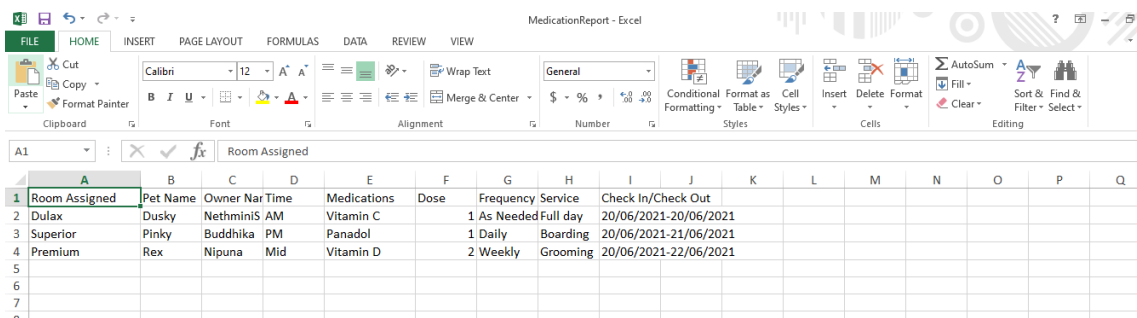 MedicationReport - Excel
?
FILE HOME INSERT PAGE LAYOUT FORMULAS DATA REVIEW VIEW
Cut
Copy
Format Painter
Paste
Clipboard
Calibri 12 A A
B I U A
Font
Wrap Text
Merge & Center
Alignment
General
$ % ,
Number
Conditional Formatting
Format as Table
Cell Styles
Styles
Insert Delete Format
Cells
AutoSum
Fill
Clear
Sort & Filter
Find & Select
Editing
A1 fx Room Assigned
A B C D E F G H I J K L M N O P Q
1 Room Assigned Pet Name Owner Nar Time Medications Dose Frequency Service Check In/Check Out
2 Dulax Dusky NethminiS AM Vitamin C 1 As Needed Full day 20/06/2021-20/06/2021
3 Superior Pinky Buddhika PM Panadol 1 Daily Boarding 20/06/2021-21/06/2021
4 Premium Rex Nipuna Mid Vitamin D 2 Weekly Grooming 20/06/2021-22/06/2021
5
6
7